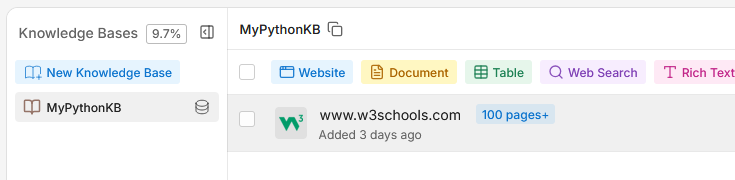 Knowledge Bases 9.7%
MyPythonKB
New Knowledge Base
Website Document Table Web Search Rich Text
MyPythonKB
W3
www.w3schools.com 100 pages+
Added 3 days ago